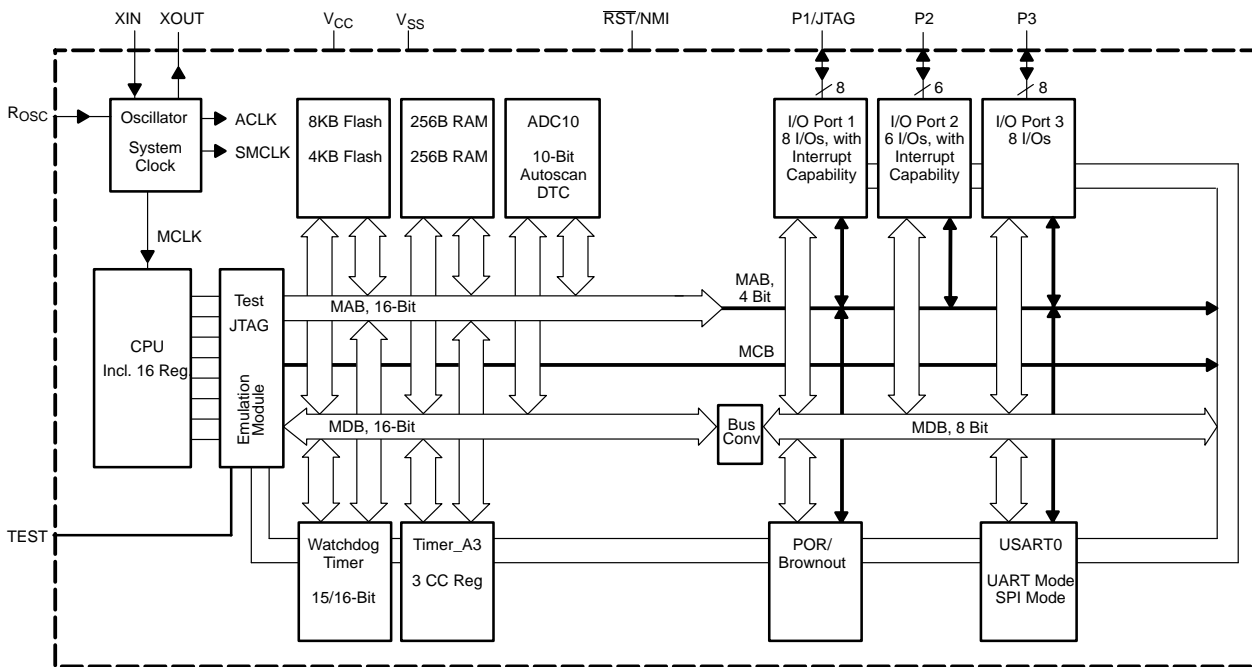 XIN XOUT VCC VSS RST/NMI P1/JTAG P2 P3
8 6 8
ROSC
Oscillator
System
Clock
ACLK
SMCLK
8KB Flash
4KB Flash
256B RAM
256B RAM
ADC10
10-Bit
Autoscan
DTC
I/O Port 1
8 I/Os, with
Interrupt
Capability
I/O Port 2
6 I/Os, with
Interrupt
Capability
I/O Port 3
8 I/Os
MCLK
CPU
Incl. 16 Reg.
Test
JTAG
Emulation
Module
MAB, 16-Bit
MAB,
4 Bit
MCB
MDB, 16-Bit
Bus
Conv
MDB, 8 Bit
TEST
Watchdog
Timer
15/16-Bit
Timer_A3
3 CC Reg
POR/
Brownout
USART0
UART Mode
SPI Mode